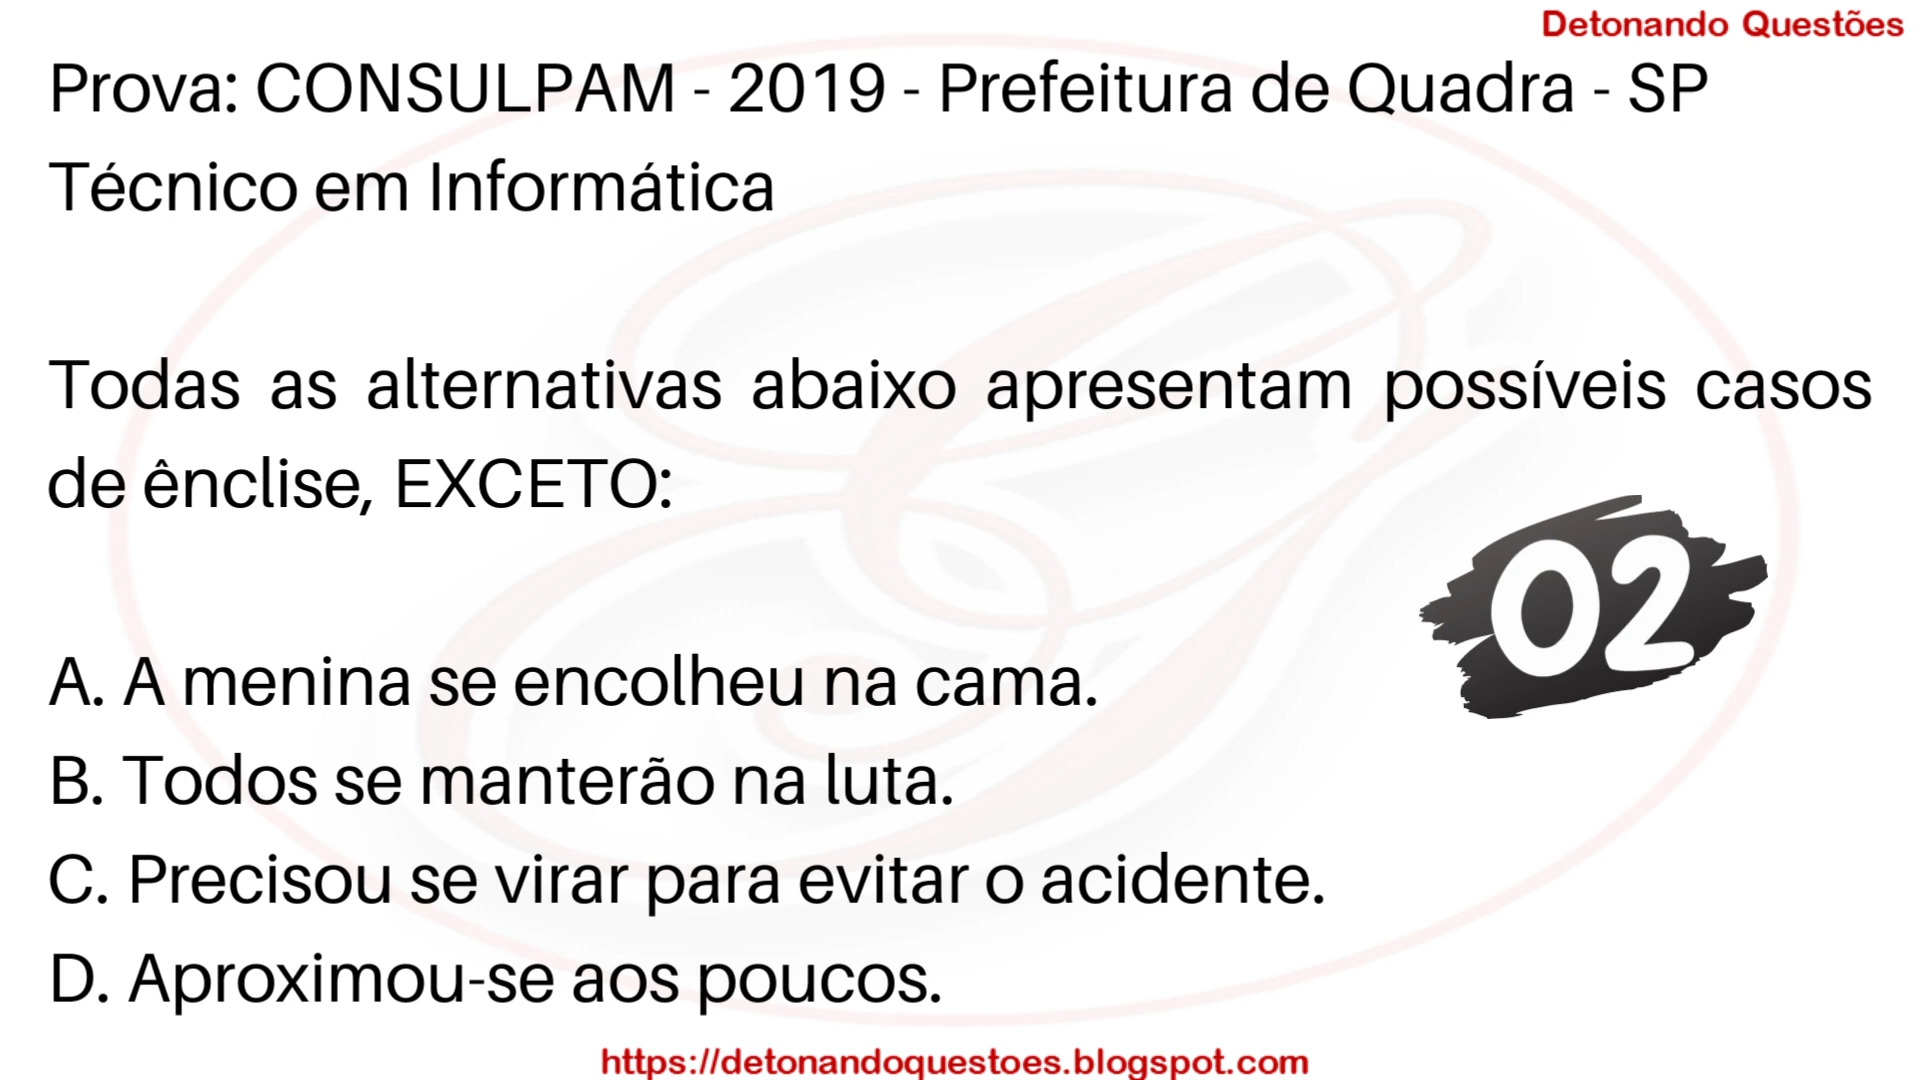 Detonando Questões
Prova: CONSULPAM - 2019 - Prefeitura de Quadra - SP
Técnico em Informática
Todas as alternativas abaixo apresentam possíveis casos
de ênclise, EXCETO:
02
A. A menina se encolheu na cama.
B. Todos se manterão na luta.
C. Precisou se virar para evitar o acidente.
D. Aproximou-se aos poucos.
https://detonandoquestoes.blogspot.com